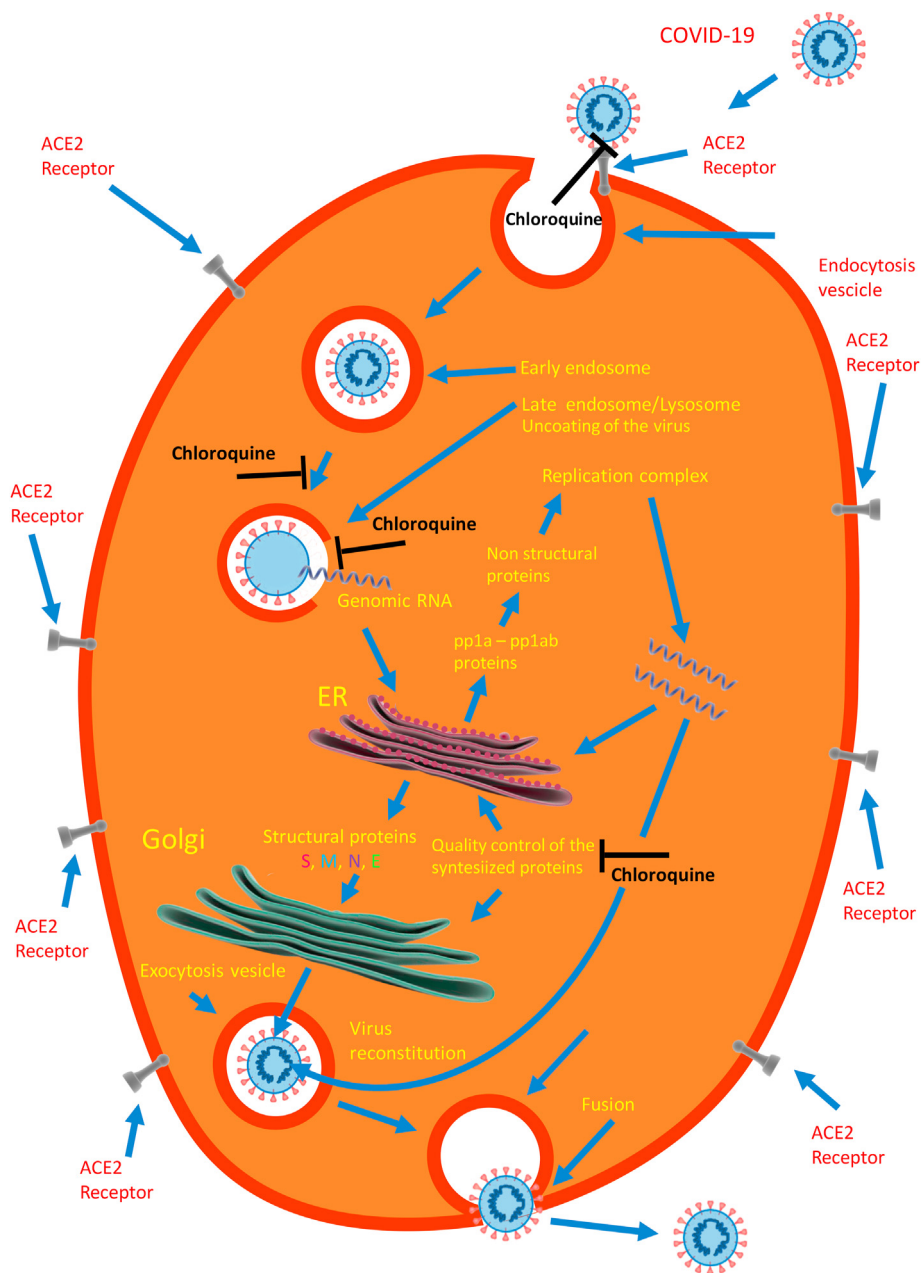 COVID-19
ACE2
Receptor
ACE2
Receptor
Chloroquine
Endocytosis
vescicle
ACE2
Receptor
Early endosome
Late endosome/Lysosome
Uncoating of the virus
Chloroquine
Replication complex
ACE2
Receptor
Chloroquine
Non structural
proteins
Genomic RNA
pp1a – pp1ab
proteins
ER
Golgi
Structural proteins
S, M, N, E
Quality control of the
syntesiized proteins
Chloroquine
ACE2
Receptor
ACE2
Receptor
Exocytosis vesicle
Virus
reconstitution
Fusion
ACE2
Receptor
ACE2
Receptor